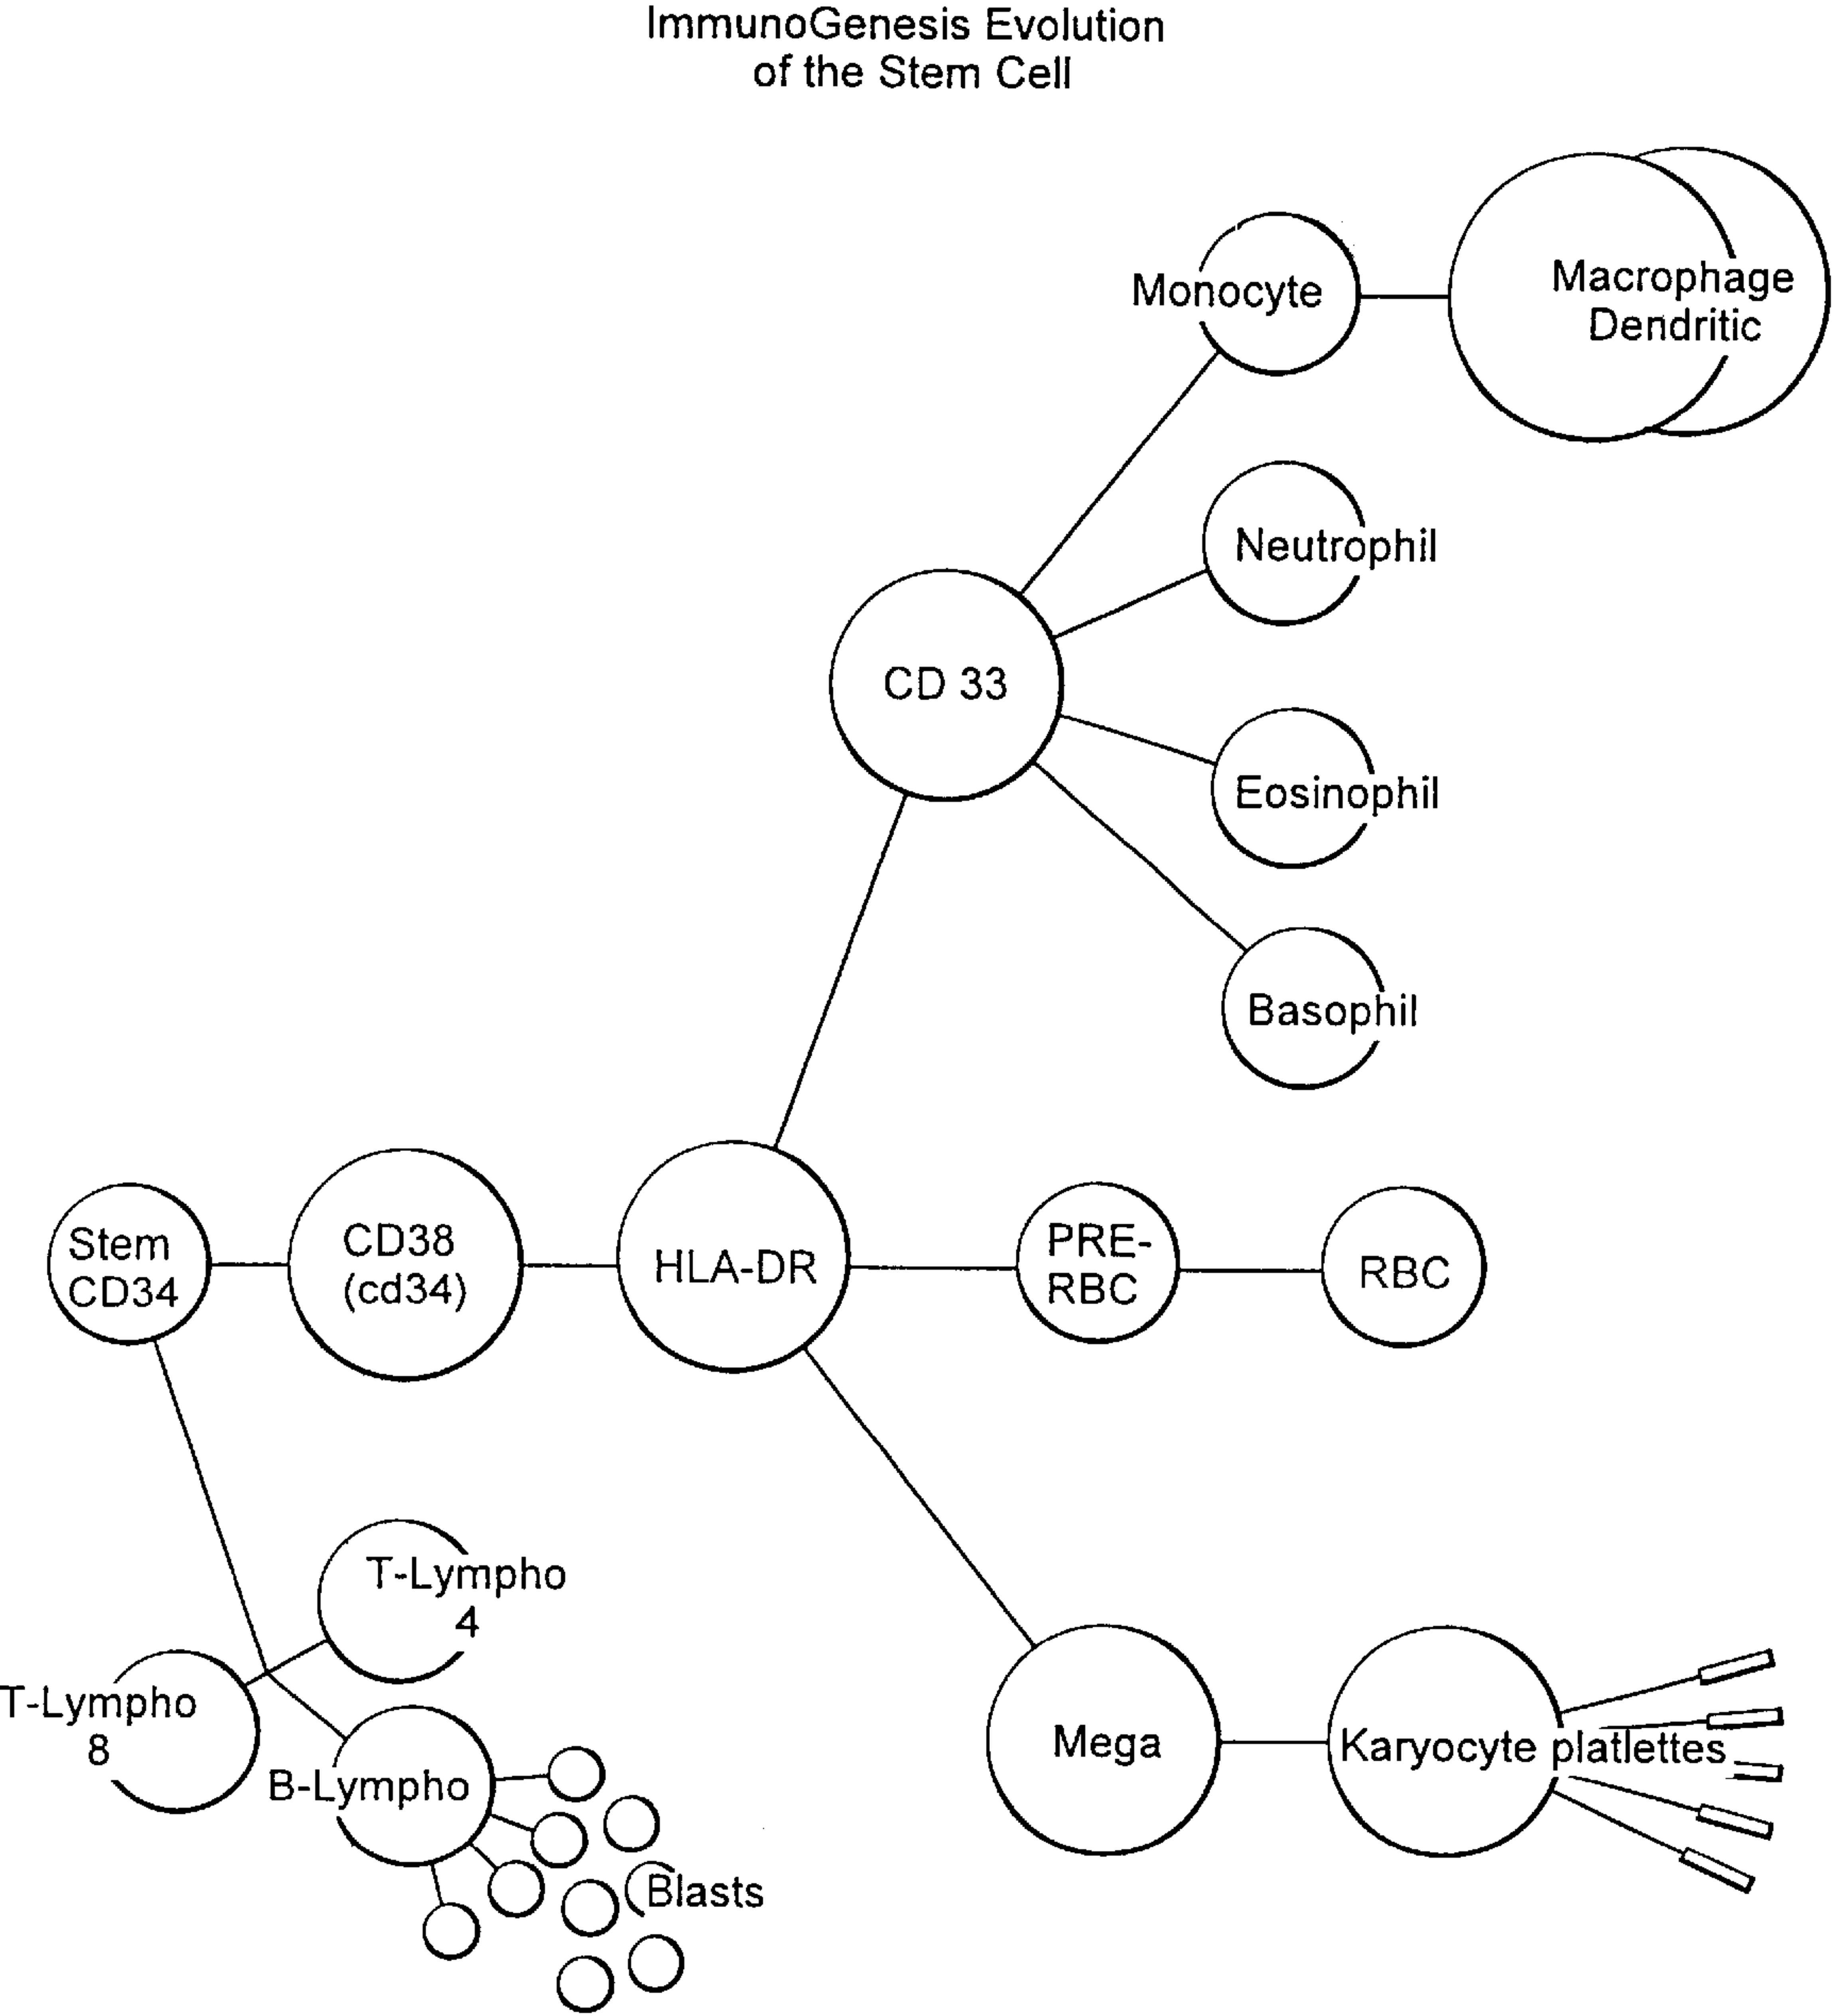 ImmunoGenesis Evolution
of the Stem Cell
Monocyte
Macrophage
Dendritic
Neutrophil
CD 33
Eosinophil
Basophil
Stem
CD34
CD38
(cd34)
HLA-DR
PRE-
RBC
RBC
T-Lympho
4
T-Lympho
8
B-Lympho
Blasts
Mega
Karyocyte platlettes